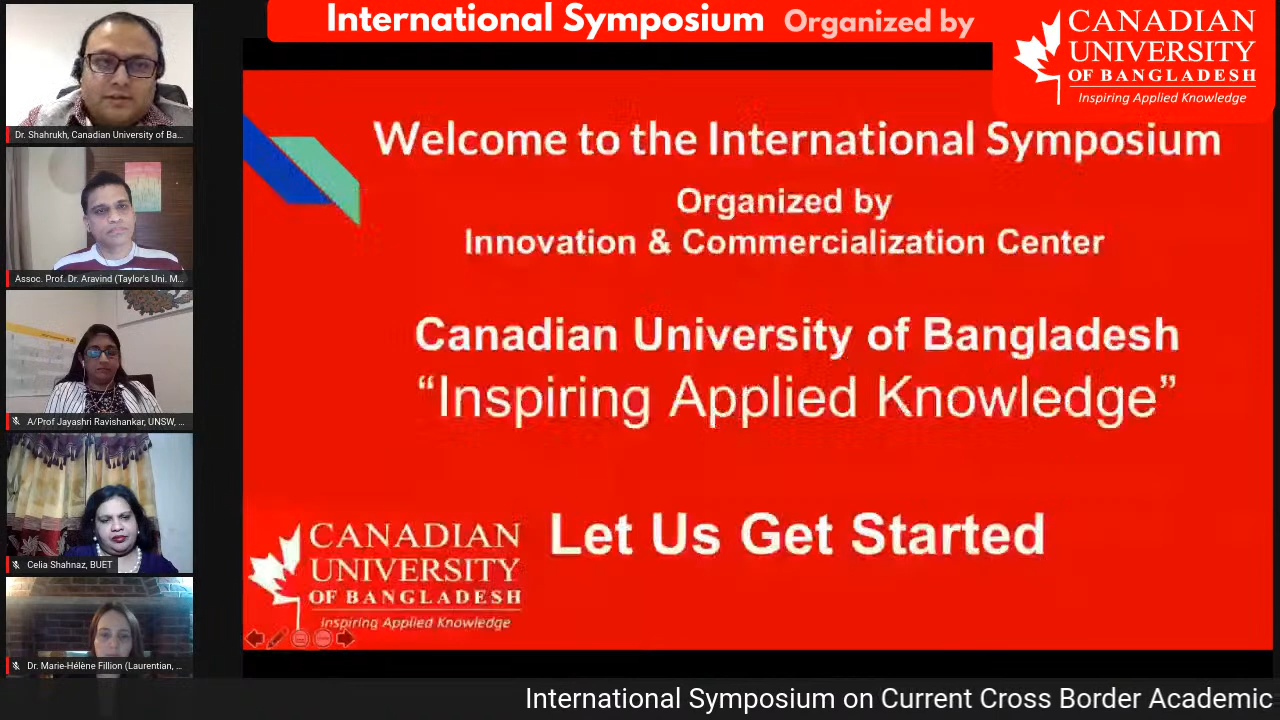 International Symposium Organized by
CANADIAN
UNIVERSITY
OF BANGLADESH
Inspiring Applied Knowledge
Dr. Shahrukh, Canadian University of Ba...
Assoc. Prof. Dr. Aravind (Taylor's Uni. M...
A/Prof Jayashri Ravishankar, UNSW, ...
Celia Shahnaz, BUET
Dr. Marie-Hélène Fillion (Laurentian, ...
Welcome to the International Symposium
Organized by
Innovation & Commercialization Center
Canadian University of Bangladesh
“Inspiring Applied Knowledge”
Let Us Get Started
CANADIAN
UNIVERSITY
OF BANGLADESH
Inspiring Applied Knowledge
International Symposium on Current Cross Border Academic